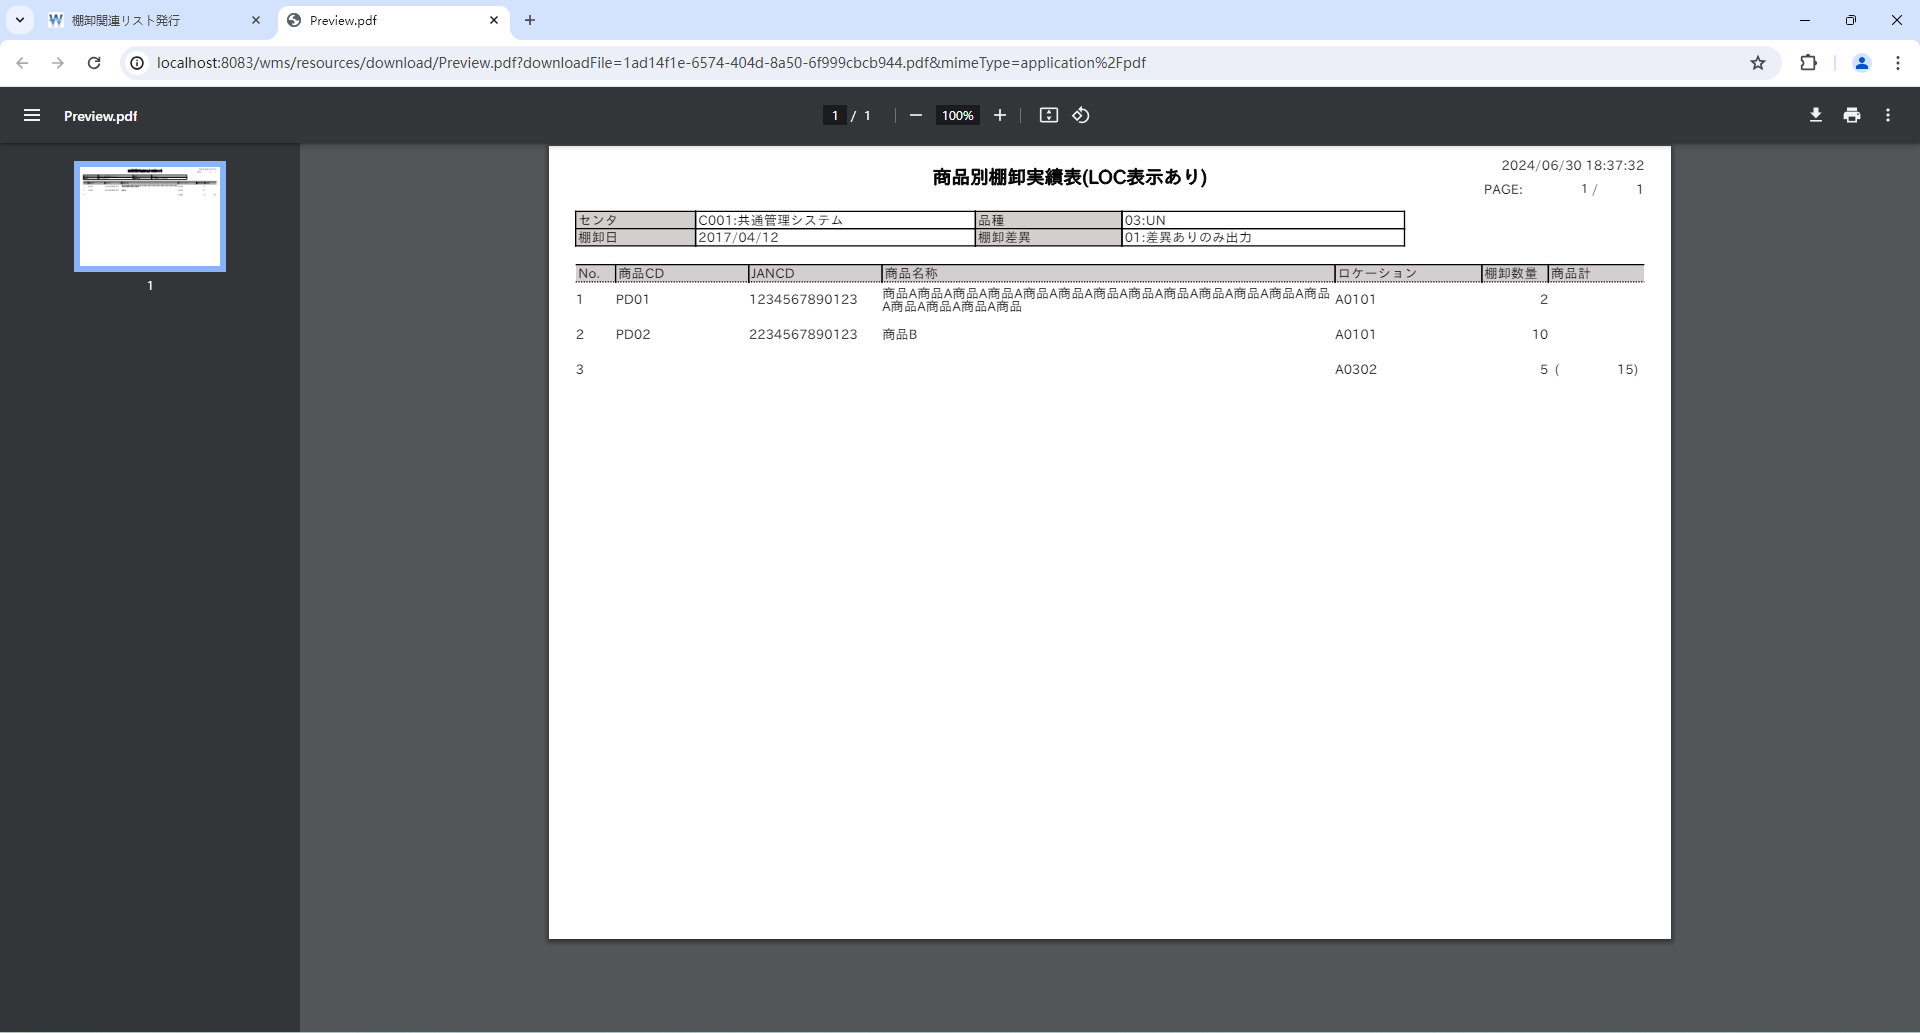 棚卸関連リスト発行
Preview.pdf
localhost:8083/wms/resources/download/Preview.pdf?downloadFile=1ad14f1e-6574-404d-8a50-6f999cbcb944.pdf&mimeType=application%2Fpdf
Preview.pdf
1 / 1
100%
1
商品別棚卸実績表(LOC表示あり)
2024/06/30 18:37:32
PAGE: 1 / 1
センタ C001:共通管理システム 品種 03:UN
棚卸日 2017/04/12 棚卸差異 01:差異ありのみ出力
No. 商品CD JANCD 商品名称 ロケーション 棚卸数量 商品計
1 PD01 1234567890123 商品A商品A商品A商品A商品A商品A商品A商品A商品A商品A商品A商品A商品 A0101 2
A商品A商品A商品A商品
2 PD02 2234567890123 商品B A0101 10
3 A0302 5 ( 15)